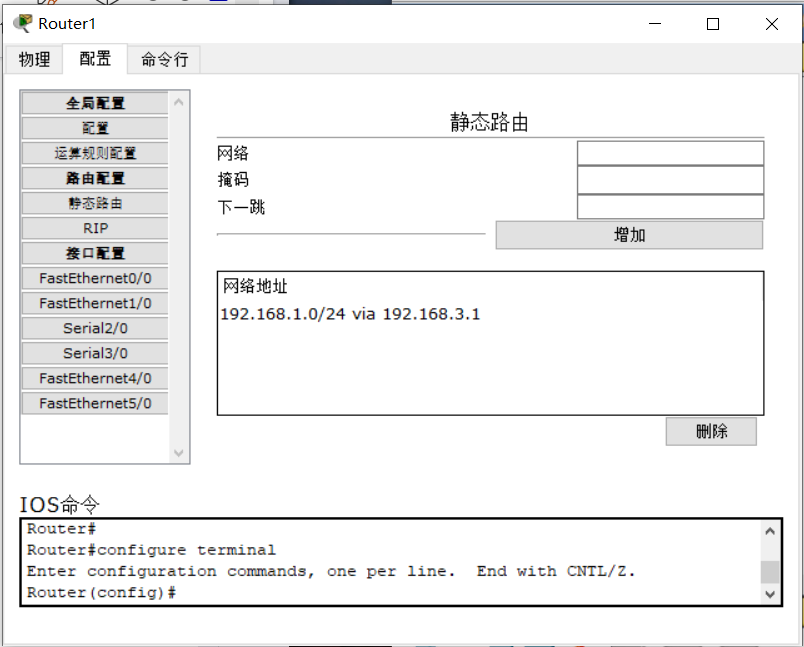 Router1
物理 配置 命令行
全局配置
配置
运算规则配置
路由配置
静态路由
RIP
接口配置
FastEthernet0/0
FastEthernet1/0
Serial2/0
Serial3/0
FastEthernet4/0
FastEthernet5/0
静态路由
网络
掩码
下一跳
增加
网络地址
192.168.1.0/24 via 192.168.3.1
删除
IOS命令
Router#
Router#configure terminal
Enter configuration commands, one per line.  End with CNTL/Z.
Router(config)#